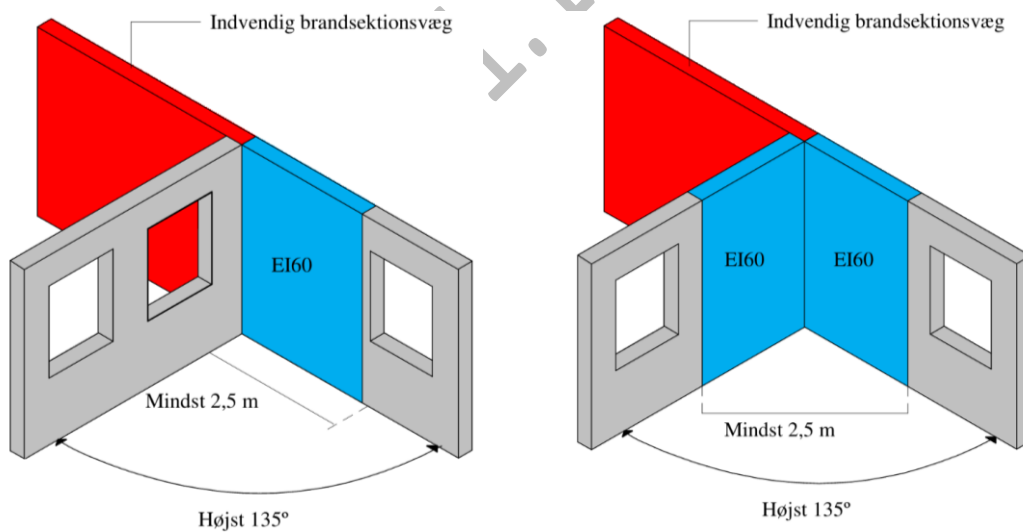 Indvendig brandsektionsvæg
EI60
Mindst 2,5 m
Højst 135º
Indvendig brandsektionsvæg
EI60
EI60
Mindst 2,5 m
Højst 135º